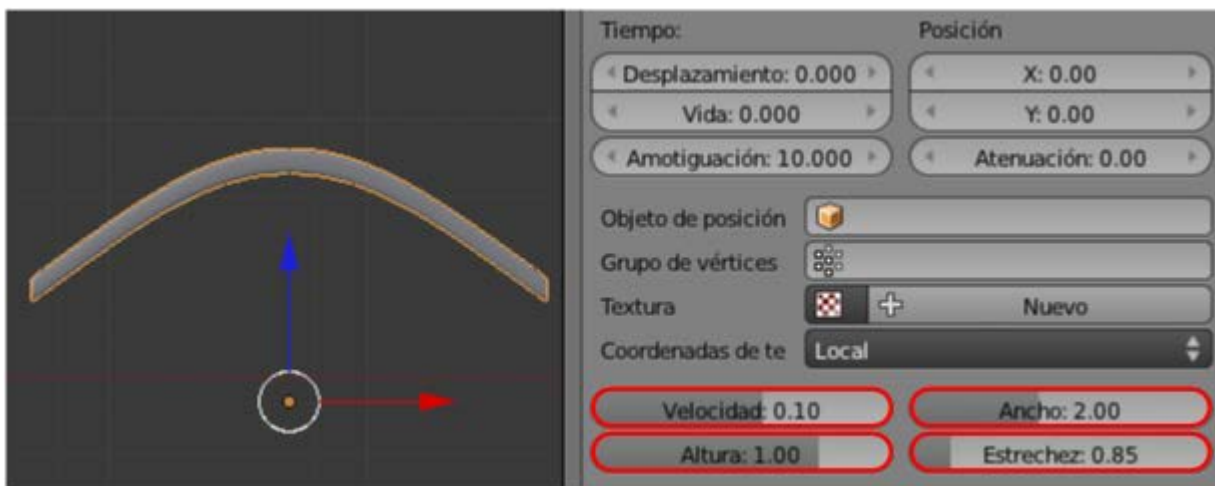 Tiempo: Posición
Desplazamiento: 0.000 X: 0.00
Vida: 0.000 Y: 0.00
Amotiguación: 10.000 Atenuación: 0.00
Objeto de posición
Grupo de vértices
Textura Nuevo
Coordenadas de te Local
Velocidad: 0.10 Ancho: 2.00
Altura: 1.00 Estrechez: 0.85